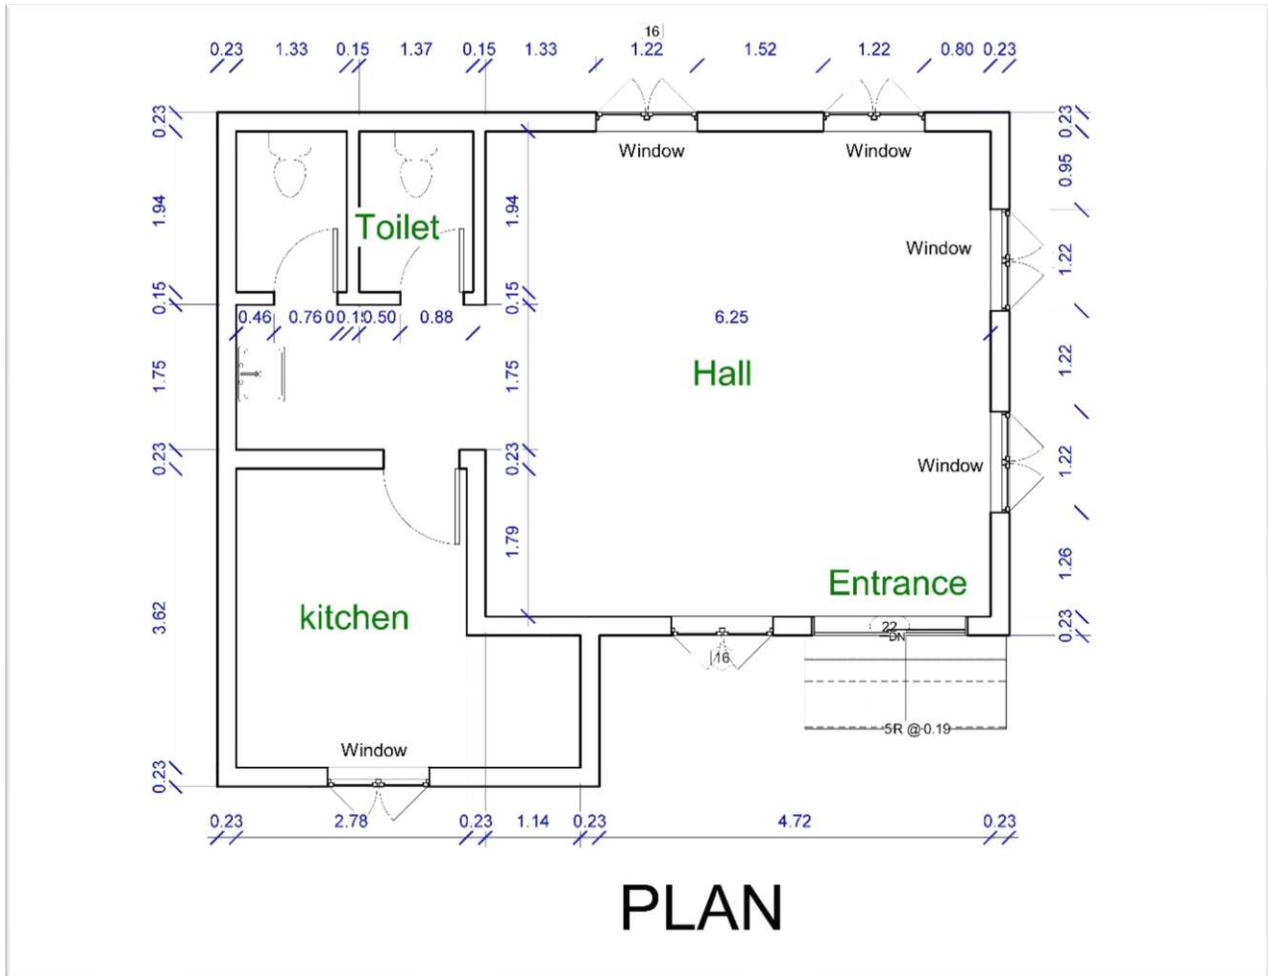 16
0.23 1.33 0.15 1.37 0.15 1.33 1.22 1.52 1.22 0.80 0.23
0.23 0.23
Window Window
0.95
1.94 1.94
Toilet
Window
1.22
0.15 0.15
0.46 0.76 0.50 0.88 6.25
1.75 1.75 Hall 1.22
0.23 0.23 1.22
Window
1.79
1.26
Entrance
3.62 kitchen
22 0.23
DN
16
5R @ 0.19
Window
0.23
0.23 2.78 0.23 1.14 0.23 4.72 0.23
PLAN